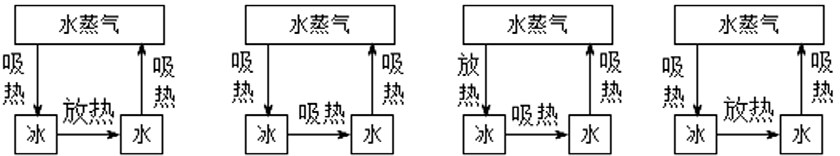 水蒸气 水蒸气 水蒸气 水蒸气
吸热 吸热 吸热 吸热 放热 吸热 吸热 吸热
放热 吸热 吸热 放热
冰 水 冰 水 冰 水 冰 水